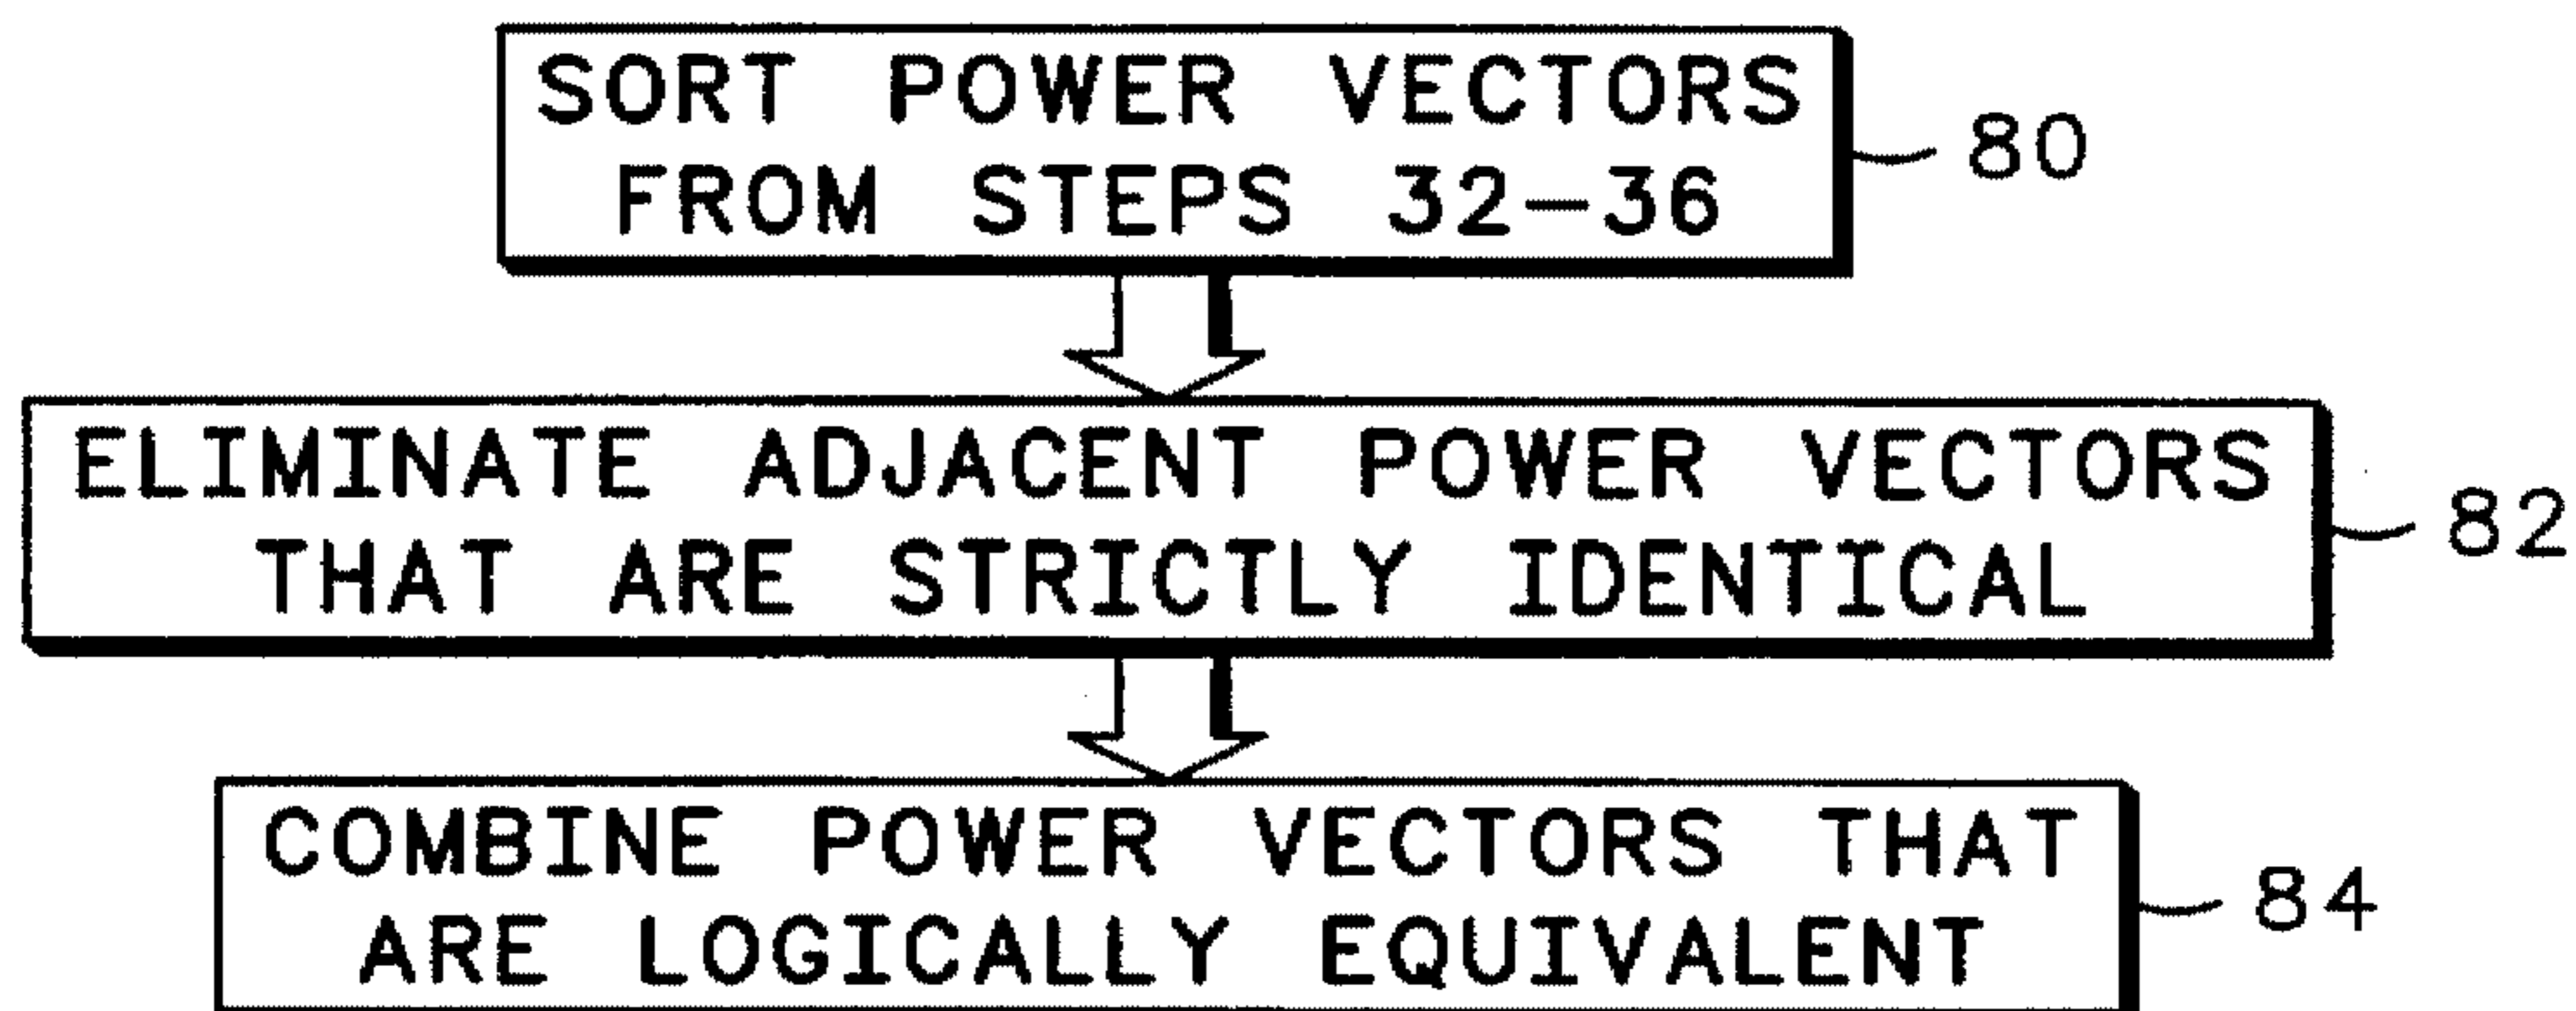 SORT POWER VECTORS
FROM STEPS 32-36
80
ELIMINATE ADJACENT POWER VECTORS
THAT ARE STRICTLY IDENTICAL
82
COMBINE POWER VECTORS THAT
ARE LOGICALLY EQUIVALENT
84